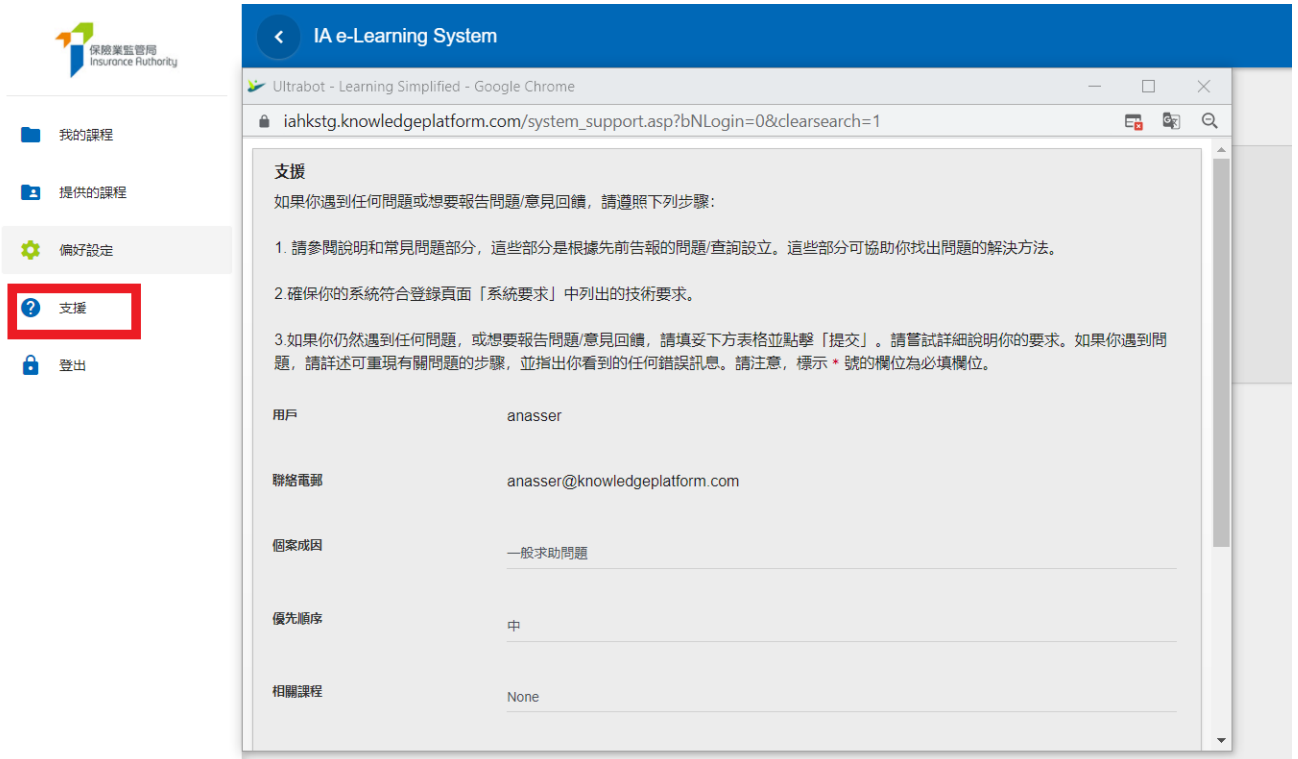 保險業監管局
Insurance Authority
IA e-Learning System
Ultrabot - Learning Simplified - Google Chrome
iahkstg.knowledgeplatform.com/system_support.asp?bNLogin=0&clearsearch=1
我的課程
提供的課程
偏好設定
支援
登出
支援
如果你遇到任何問題或想要報告問題/意見回饋，請遵照下列步驟：
1. 請參閱說明和常見問題部分，這些部分是根據先前告報的問題/查詢設立。這些部分可協助你找出問題的解決方法。
2.確保你的系統符合登錄頁面「系統要求」中列出的技術要求。
3.如果你仍然遇到任何問題，或想要報告問題/意見回饋，請填妥下方表格並點擊「提交」。請嘗試詳細說明你的要求。如果你遇到問
題，請詳述可重現有關問題的步驟，並指出你看到的任何錯誤訊息。請注意，標示 * 號的欄位為必填欄位。
用戶 anasser
聯絡電郵 anasser@knowledgeplatform.com
個案成因 一般求助問題
優先順序 中
相關課程 None